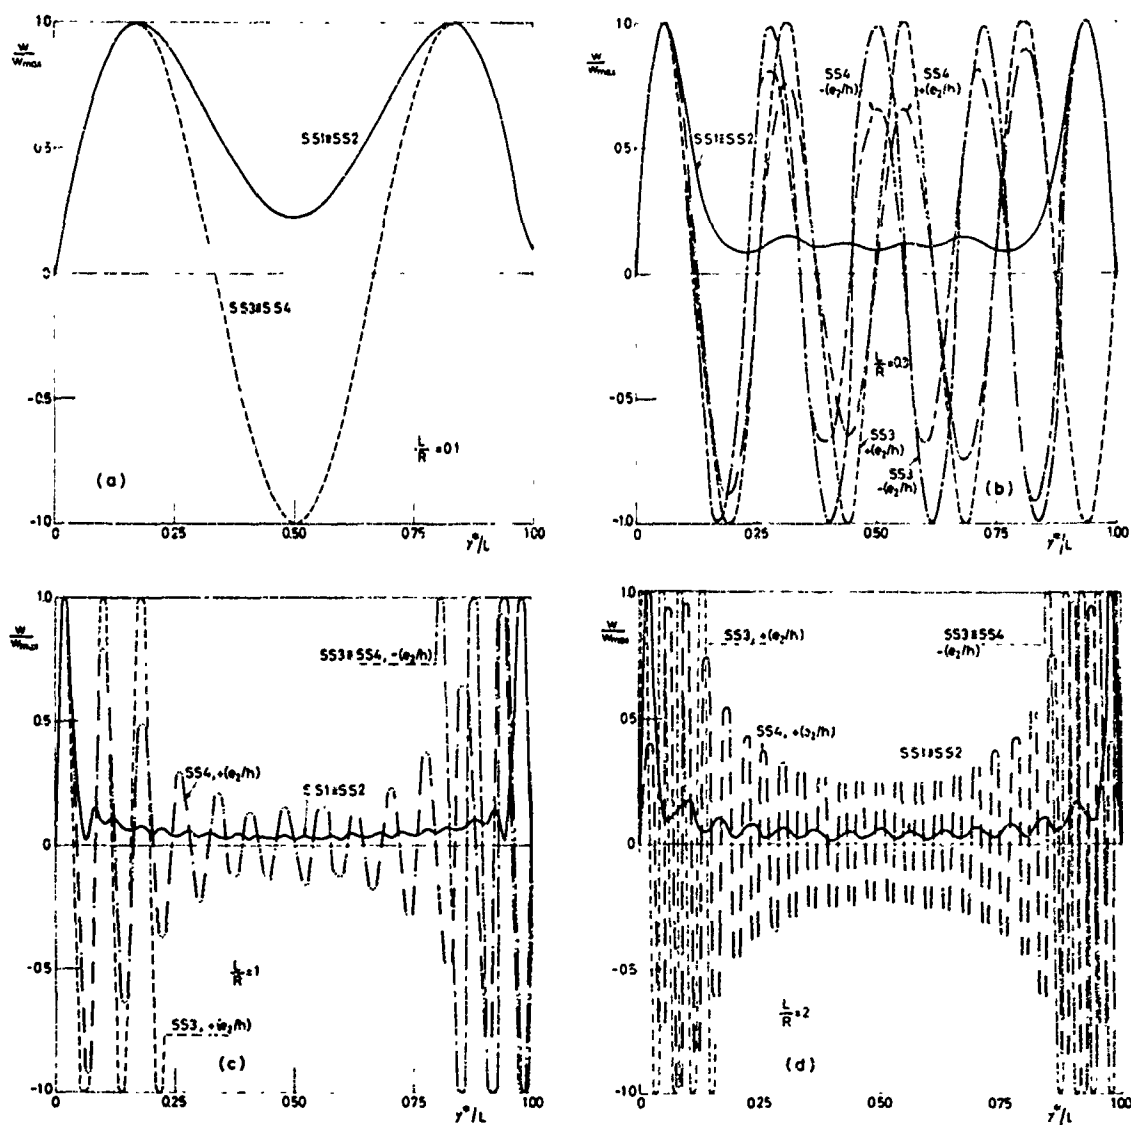 1.0
w
wmax
0.5
0
-0.5
-1.0
SS1≡SS2
SS3≡SS4
L/R = 0.1
(a)
0 0.25 0.50 0.75 1.00
γ*/L
1.0
w
wmax
0.5
0
-0.5
-1.0
SS4
-(e₂/h)
SS4
+(e₂/h)
SS1≡SS2
SS3
+(e₂/h)
SS3
-(e₂/h)
(b)
0 0.25 0.50 0.75 1.00
γ*/L
1.0
w
wmax
0.5
0
-0.5
-1.0
SS3≡SS4, -(e₂/h)
SS4, +(e₂/h)
SS1≡SS2
L/R = 1
SS3, +(e₂/h)
(c)
0 0.25 0.50 0.75 1.00
γ*/L
1.0
w
wmax
0.5
0
-0.5
-1.0
SS3, +(e₂/h)
SS3≡SS4
-(e₂/h)
SS4, +(e₂/h)
SS1≡SS2
L/R = 2
(d)
0 0.25 0.50 0.75 1.00
γ*/L